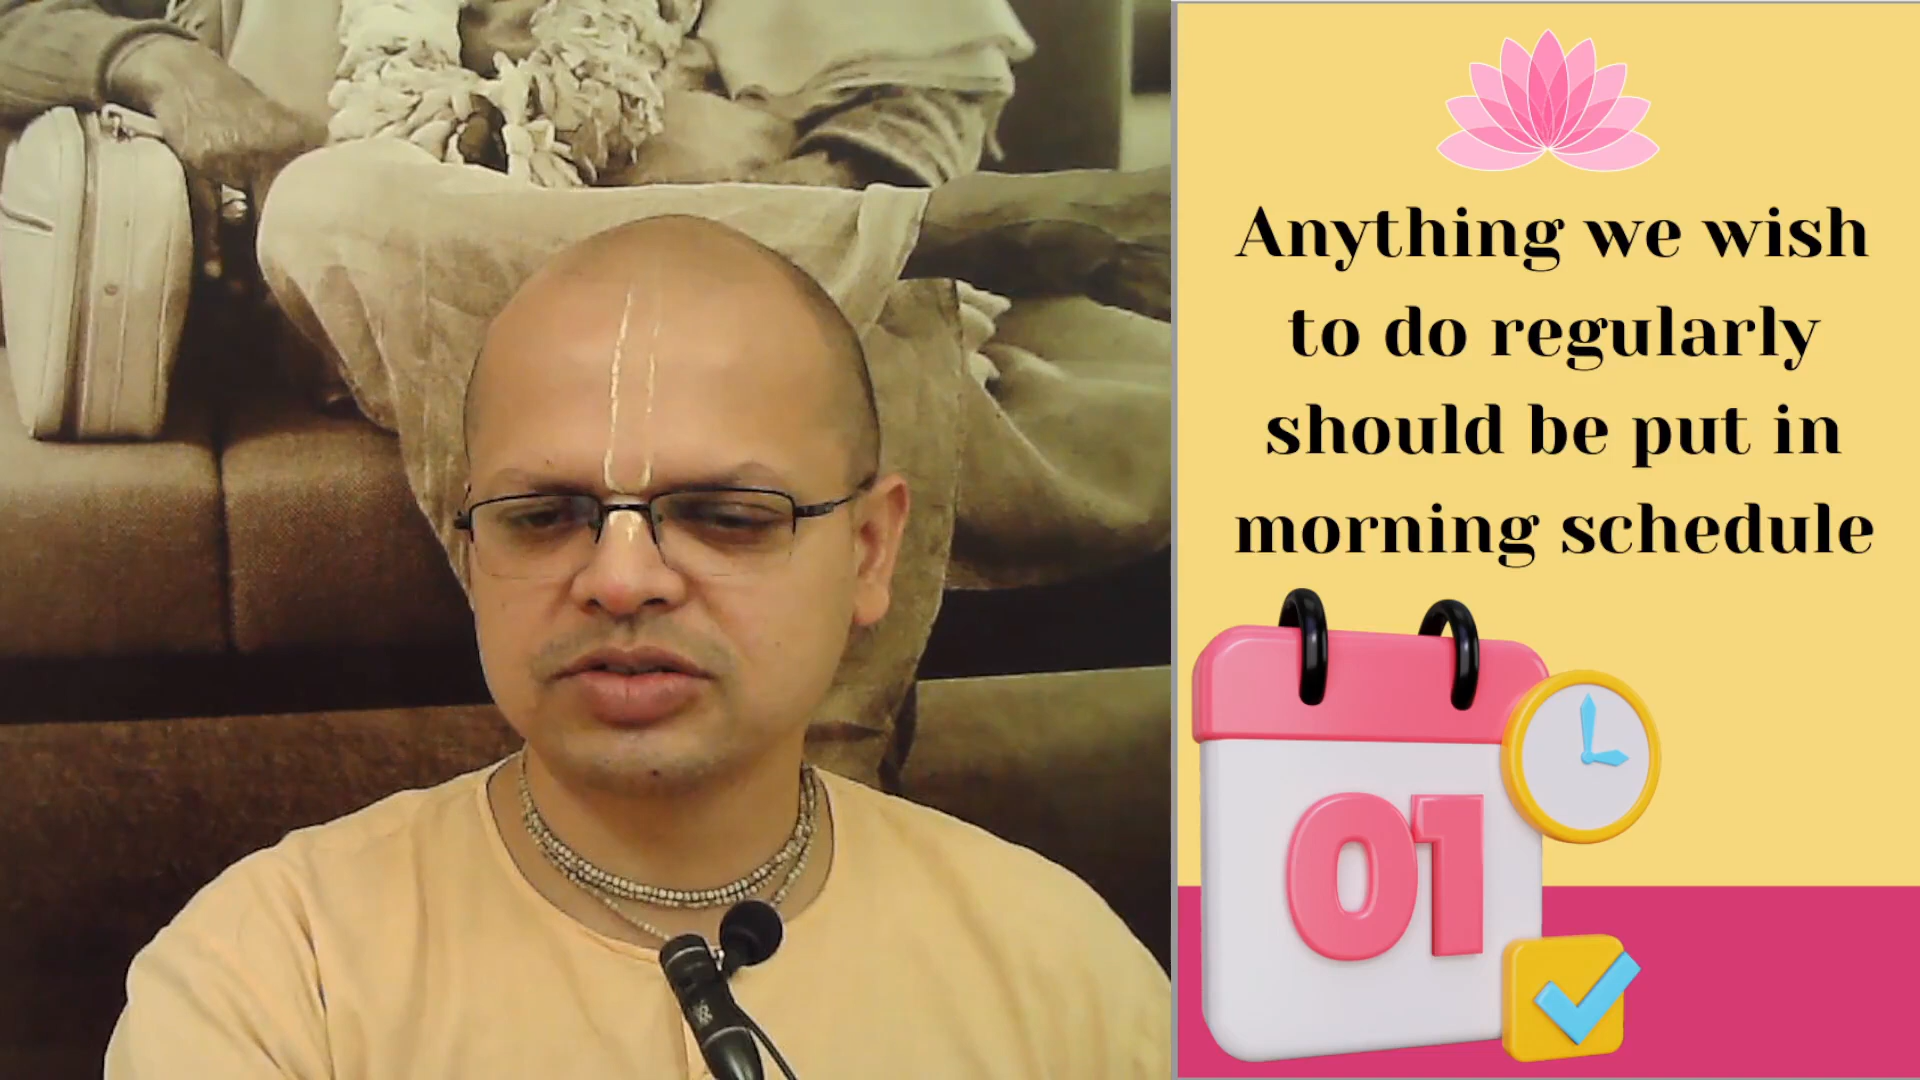 Anything we wish
to do regularly
should be put in
morning schedule
01